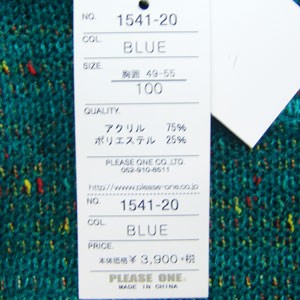 NO. 1541-20
COL. BLUE
SIZE. 胸囲 49-55
100
QUALITY.
アクリル 75%
ポリエステル 25%
PLEASE ONE CO.,LTD.
052-910-8511
http://www.please-one.co.jp
NO. 1541-20
COL. BLUE
PRICE.
本体価格 ¥ 3,900+税
PLEASE ONE.
MADE IN CHINA